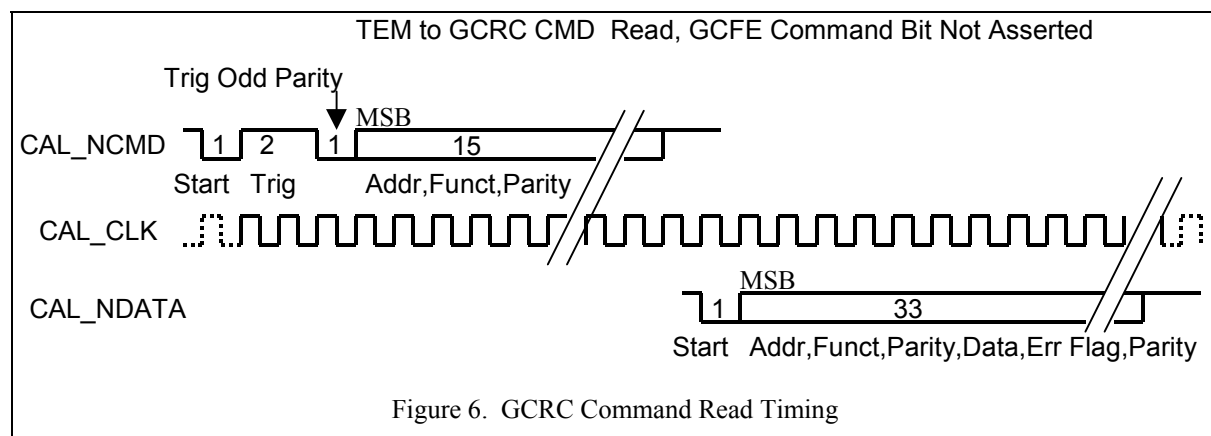 TEM to GCRC CMD Read, GCFE Command Bit Not Asserted
Trig Odd Parity
MSB
CAL_NCMD 1 2 1 15
Start Trig Addr,Funct,Parity
CAL_CLK
MSB
CAL_NDATA 1 33
Start Addr,Funct,Parity,Data,Err Flag,Parity
Figure 6. GCRC Command Read Timing